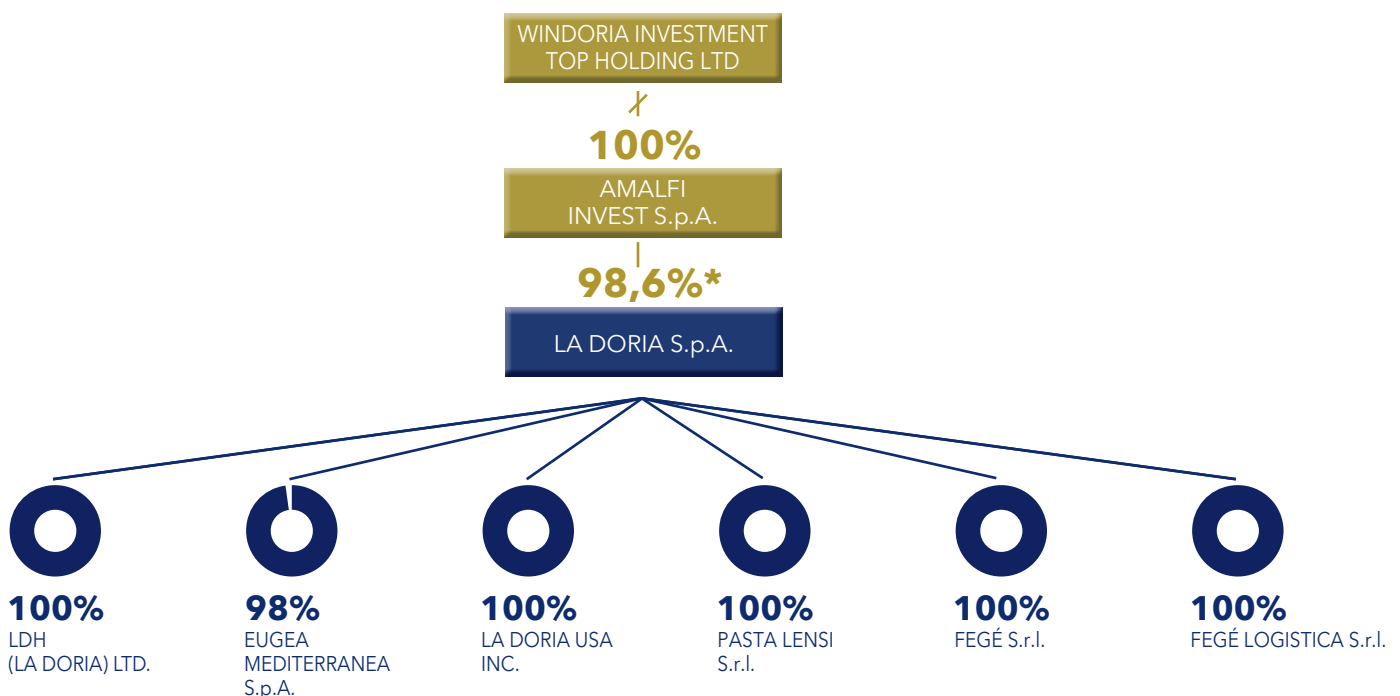 WINDORIA INVESTMENT
TOP HOLDING LTD
100%
AMALFI
INVEST S.p.A.
98,6%*
LA DORIA S.p.A.
100%
LDH
(LA DORIA) LTD.
98%
EUGEA
MEDITERRANEA
S.p.A.
100%
LA DORIA USA
INC.
100%
PASTA LENSI
S.r.l.
100%
FEGÉ S.r.l.
100%
FEGÉ LOGISTICA S.r.l.